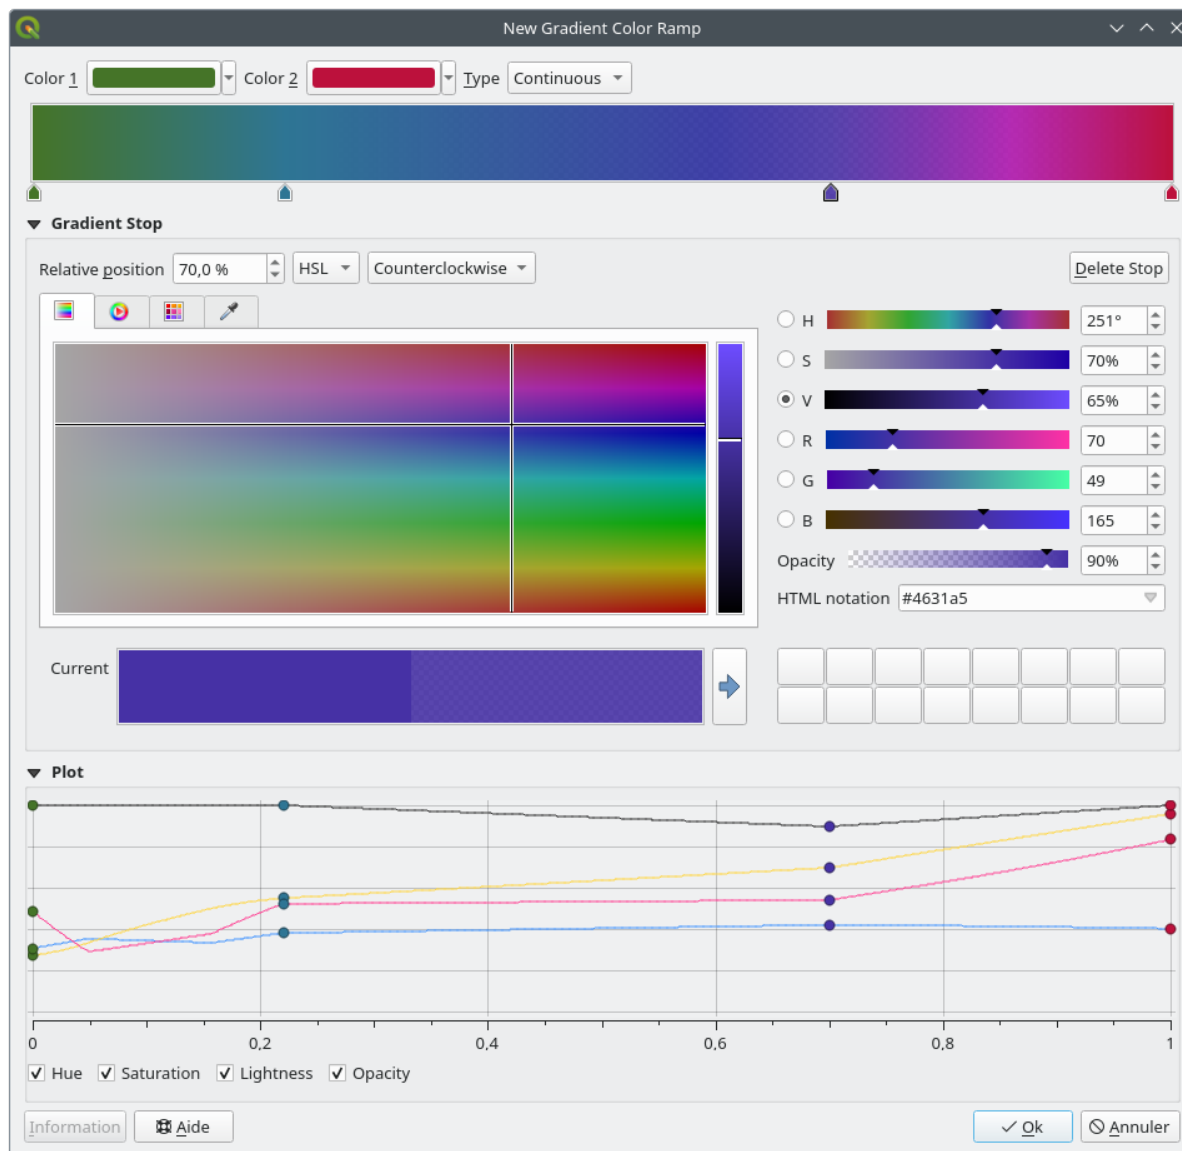 New Gradient Color Ramp
Color 1 Color 2 Type Continuous
Gradient Stop
Relative position 70,0 % HSL Counterclockwise Delete Stop
H 251°
S 70%
V 65%
R 70
G 49
B 165
Opacity 90%
HTML notation #4631a5
Current
Plot
0 0,2 0,4 0,6 0,8 1
Hue Saturation Lightness Opacity
Information Aide Ok Annuler